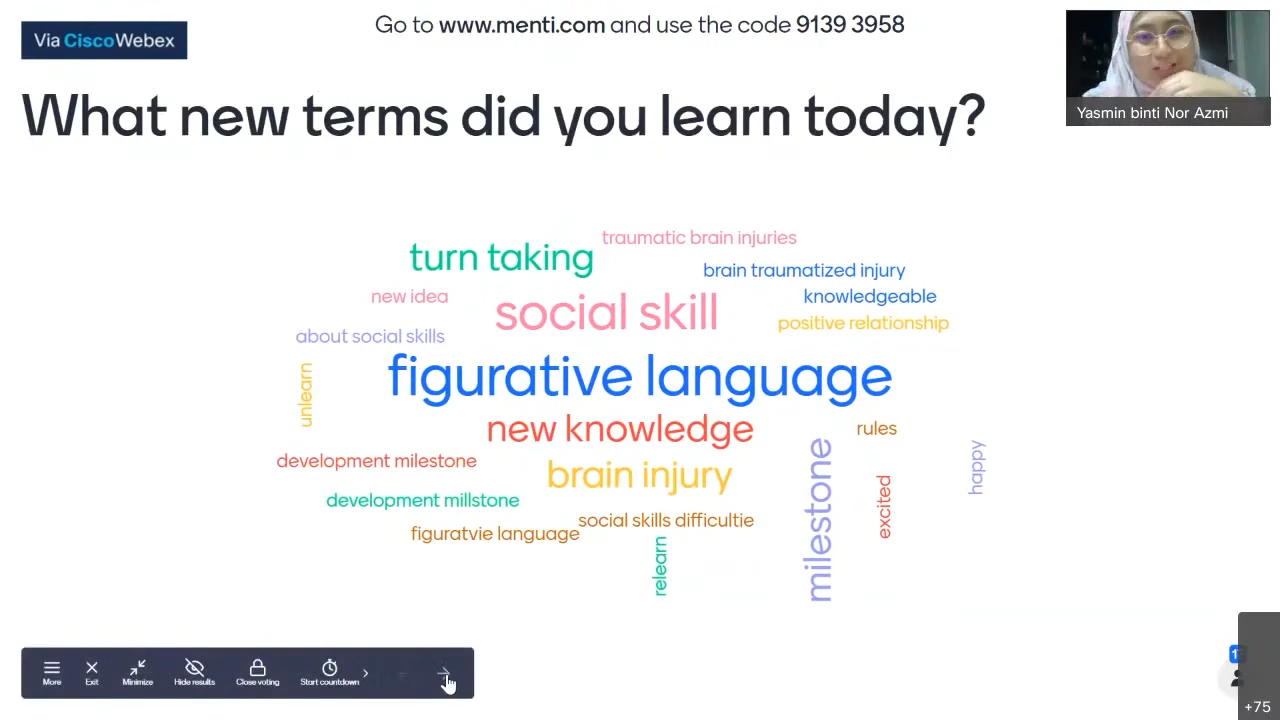 Via CiscoWebex
Go to www.menti.com and use the code 9139 3958
Yasmin binti Nor Azmi
What new terms did you learn today?
traumatic brain injuries
turn taking
brain traumatized injury
new idea
social skill
knowledgeable
positive relationship
about social skills
unlearn
figurative language
new knowledge
rules
happy
development milestone
brain injury
milestone
excited
development millstone
social skills difficultie
figuratvie language
relearn
More
Exit
Minimize
Hide results
Close voting
Start countdown
+75